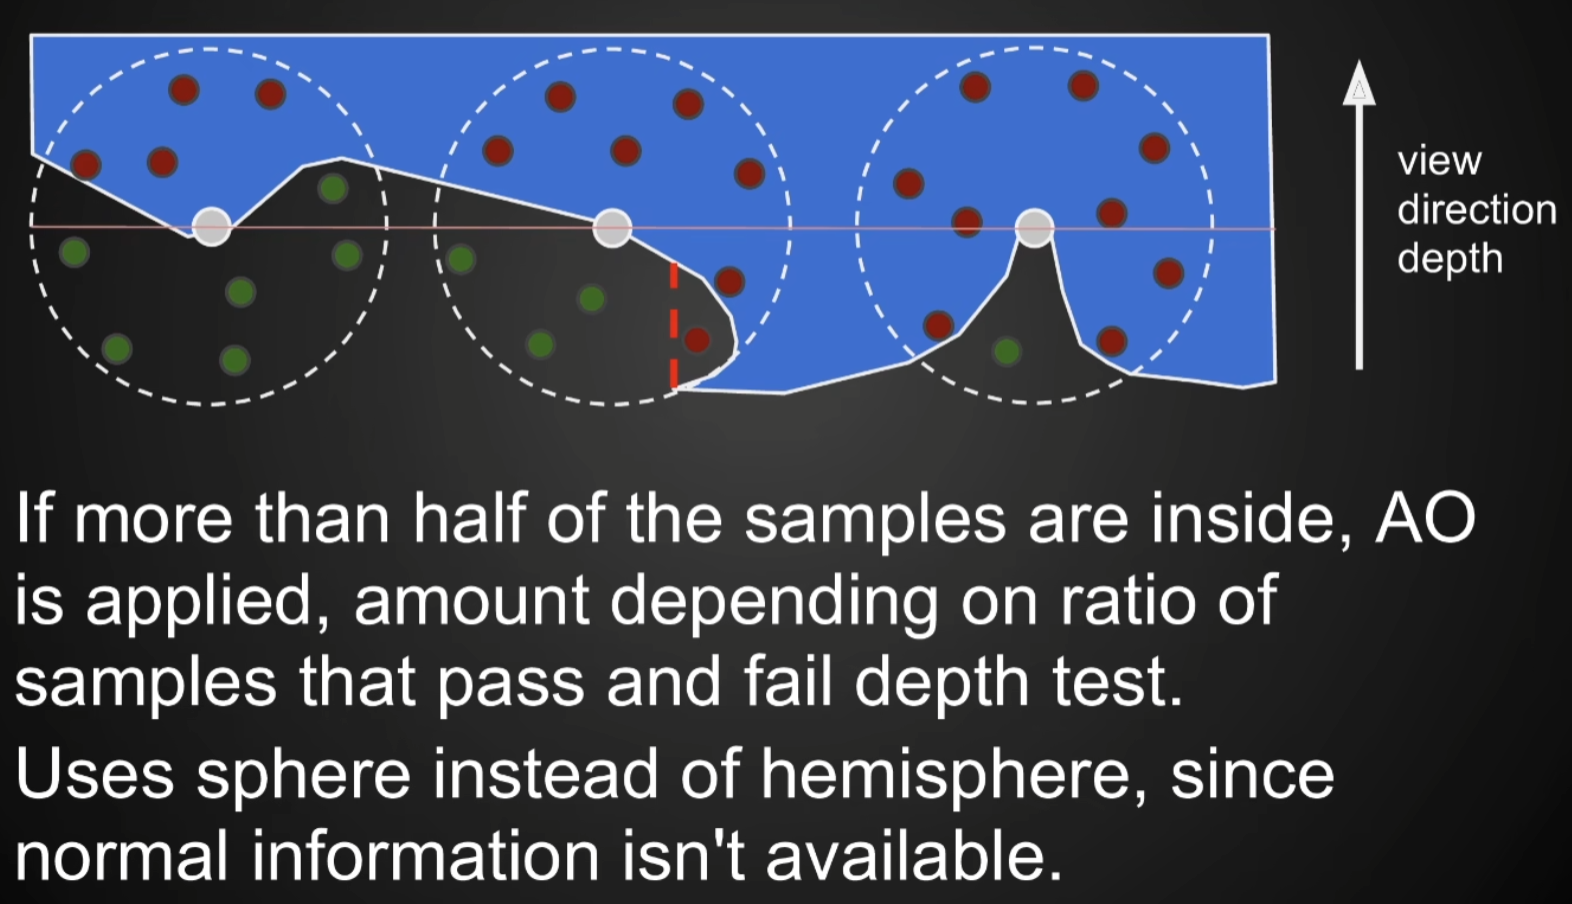 view
direction
depth
If more than half of the samples are inside, AO
is applied, amount depending on ratio of
samples that pass and fail depth test.
Uses sphere instead of hemisphere, since
normal information isn't available.